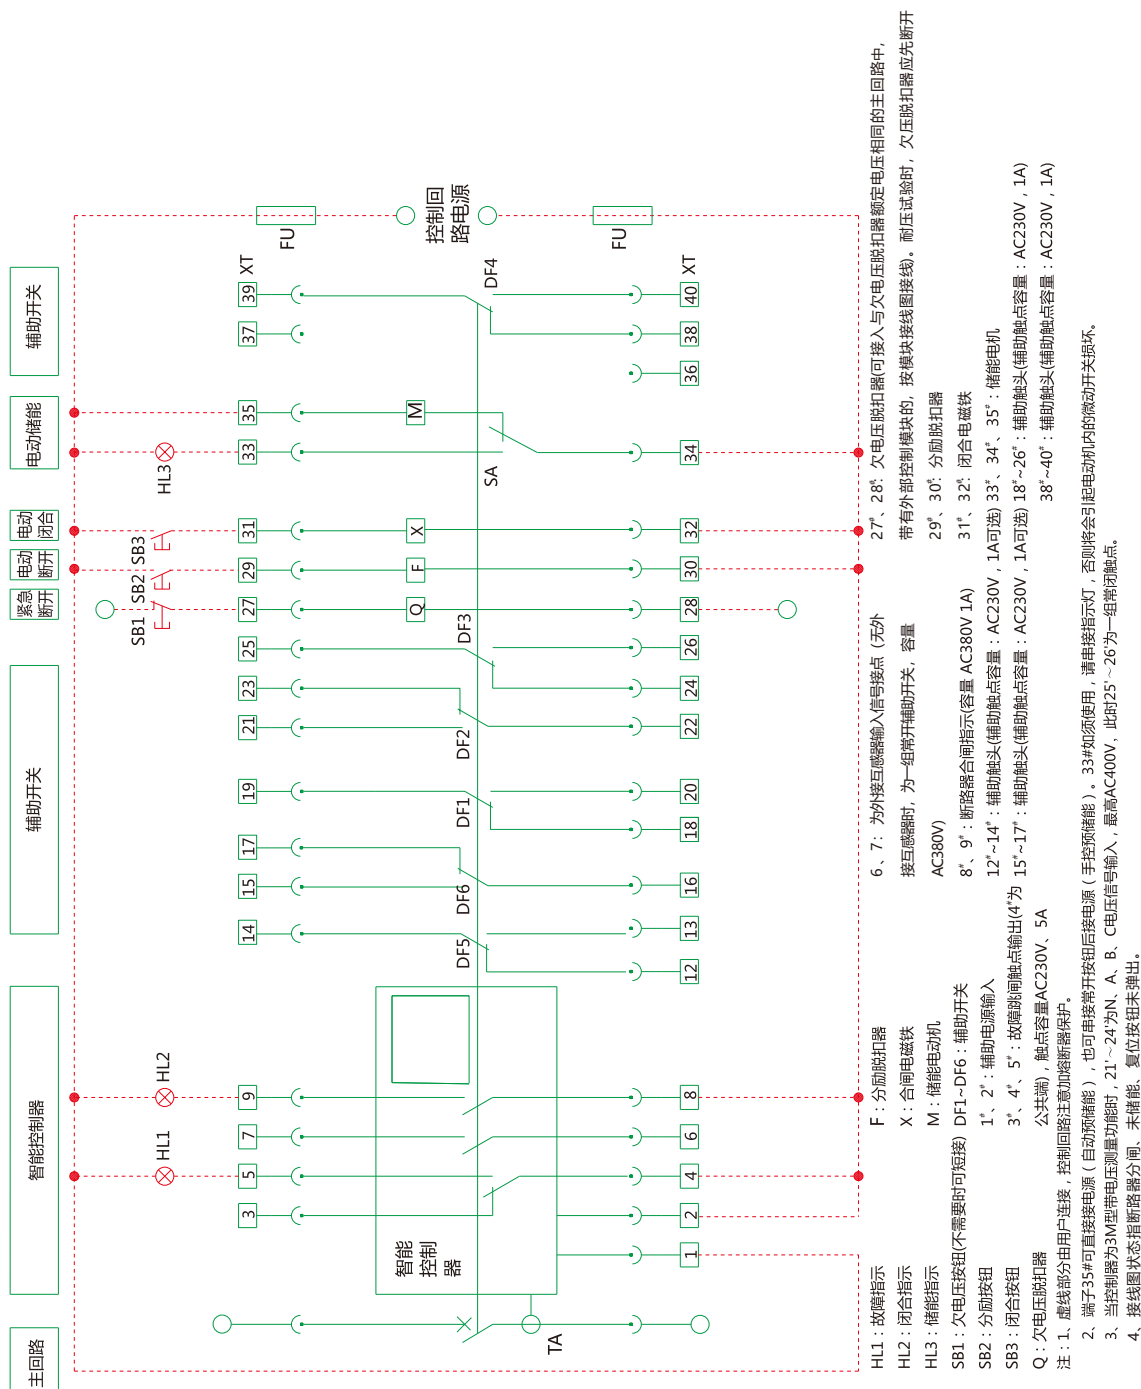 主回路
智能控制器
辅助开关
紧急
断开
电动
断开
电动
闭合
电动储能
辅助开关
HL1
HL2
SB1
SB2
SB3
HL3
3
5
7
9
14
15
17
19
21
23
25
27
29
31
33
35
37
39
XT
FU
智能
控制
器
TA
DF5
DF6
DF1
DF2
DF3
Q
F
X
M
SA
DF4
控制回
路电源
1
2
4
6
8
12
13
16
18
20
22
24
26
28
30
32
34
36
38
40
XT
FU
HL1：故障指示
HL2：闭合指示
HL3：储能指示
SB1：欠电压按钮(不需要时可短接)
SB2：分励按钮
SB3：闭合按钮
Q：欠电压脱扣器
F：分励脱扣器
X：合闸电磁铁
M：储能电动机
DF1~DF6：辅助开关
1#、2#：辅助电源输入
3#、4#、5#：故障跳闸触点输出(4#为
公共端)，触点容量AC230V、5A
6、7：为外接互感器输入信号接点（无外
接互感器时，为一组常开辅助开关，容量
AC380V)
8#、9#：断路器合闸指示(容量 AC380V 1A)
12#~14#：辅助触头(辅助触点容量：AC230V，1A可选)
15#~17#：辅助触头(辅助触点容量：AC230V，1A可选)
27#、28#：欠电压脱扣器(可接入与欠电压脱扣器额定电压相同的主回路中，
带有外部控制模块的，按模块接线图接线)。耐压试验时，欠压脱扣器应先断开
29#、30#：分励脱扣器
31#、32#：闭合电磁铁
33#、34#、35#：储能电机
18#~26#：辅助触头(辅助触点容量：AC230V，1A)
38#~40#：辅助触头(辅助触点容量：AC230V，1A)
注：1、虚线部分由用户连接，控制回路注意加熔断器保护。
2、端子35#可直接接电源（自动预储能），也可串接常开按钮后接电源（手控预储能）。33#如须使用，请串接指示灯，否则将会引起电动机内的微动开关损坏。
3、当控制器为3M型带电压测量功能时，21'～24'为N、A、B、C电压信号输入，最高AC400V，此时25'～26'为一组常闭触点。
4、接线图状态指断路器分闸、未储能、复位按钮未弹出。